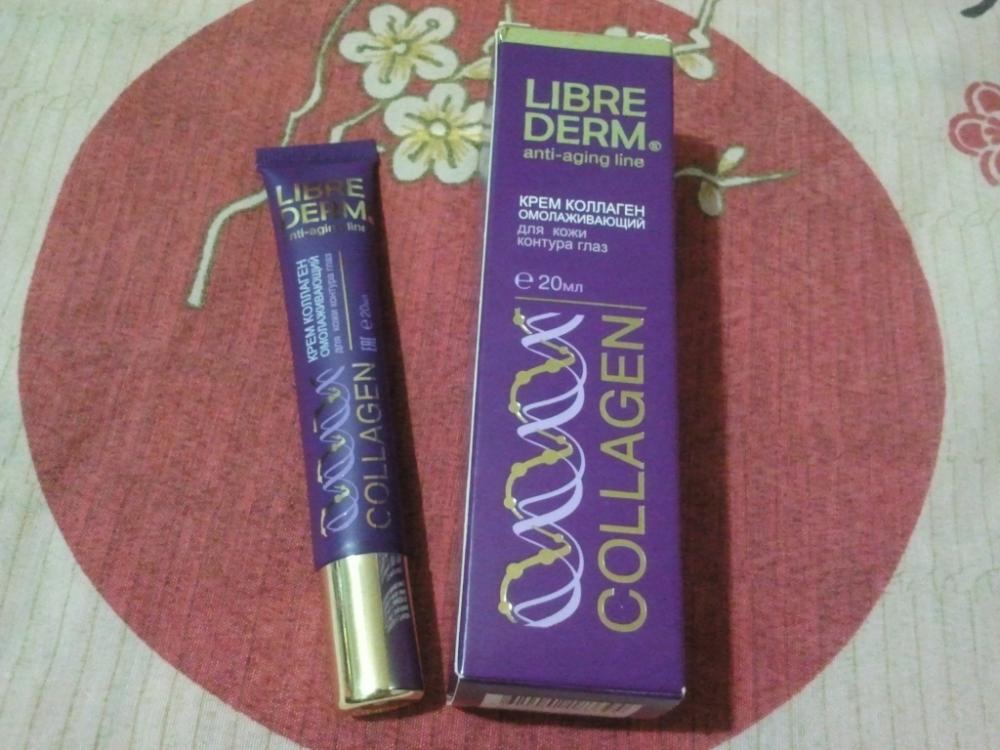 LIBRE
DERM
anti-aging line
КРЕМ КОЛЛАГЕН
ОМОЛАЖИВАЮЩИЙ
для кожи контура глаз
EAC e 20мл
COLLAGEN
LIBRE
DERM®
anti-aging line
КРЕМ КОЛЛАГЕН
ОМОЛАЖИВАЮЩИЙ
для кожи
контура глаз
e 20мл
COLLAGEN